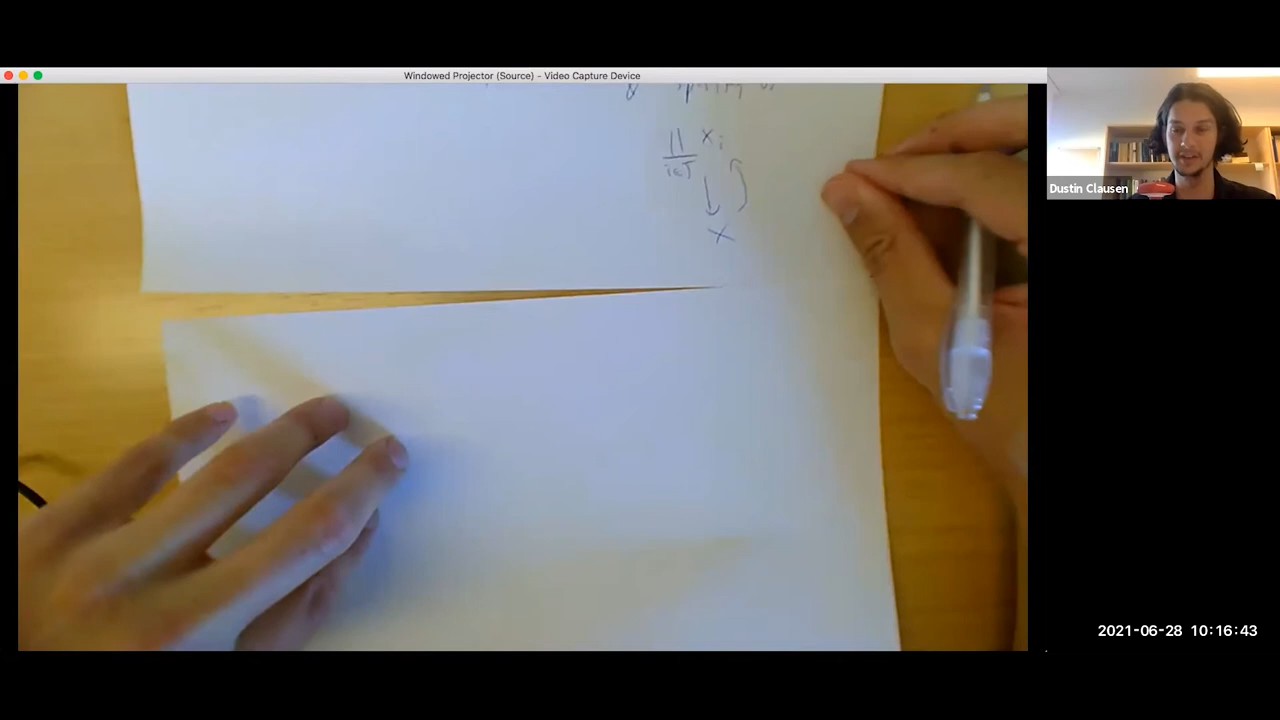 Windowed Projector (Source) - Video Capture Device
∐ xᵢ
i∈I
↓
X
Dustin Clausen
2021-06-28 10:16:43